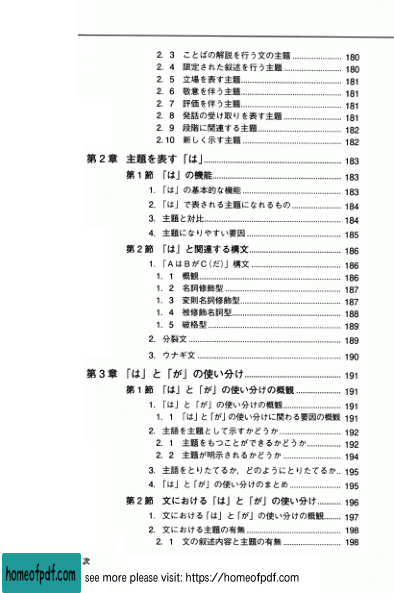 2. 3 ことばの解説を行う文の主題 180
2. 4 限定された叙述を行う主題 180
2. 5 立場を表す主題 181
2. 6 敬意を伴う主題 181
2. 7 評価を伴う主題 181
2. 8 発話の受け取りを表す主題 181
2. 9 段階に関連する主題 182
2. 10 新しく示す主題 182
第2章 主題を表す「は」 183
第1節 「は」の機能 183
1. 「は」の基本的な機能 183
2. 「は」で表される主題になれるもの 184
3. 主題と対比 184
4. 主題になりやすい要因 185
第2節 「は」と関連する構文 186
1. 「AはBがC(だ)」構文 186
1. 1 概観 186
1. 2 名詞修飾型 187
1. 3 変則名詞修飾型 187
1. 4 被修飾名詞型 188
1. 5 破格型 189
2. 分裂文 189
3. ウナギ文 190
第3章 「は」と「が」の使い分け 191
第1節 「は」と「が」の使い分けの概観 191
1. 「は」と「が」の使い分けの概観 191
1. 1 「は」と「が」の使い分けに関わる要因の概観 191
2. 主語を主題として示すかどうか 192
2. 1 主題をもつことができるかどうか 192
2. 2 主題が明示されるかどうか 194
3. 主語をとりたてるか，どのようにとりたてるか 195
4. 「は」と「が」の使い分けのまとめ 195
第2節 文における「は」と「が」の使い分け 196
1. 文における「は」と「が」の使い分けの概観 197
2. 文における主題の有無 198
2. 1 文の叙述内容と主題の有無 198
次
homeofpdf.com see more please visit: https://homeofpdf.com